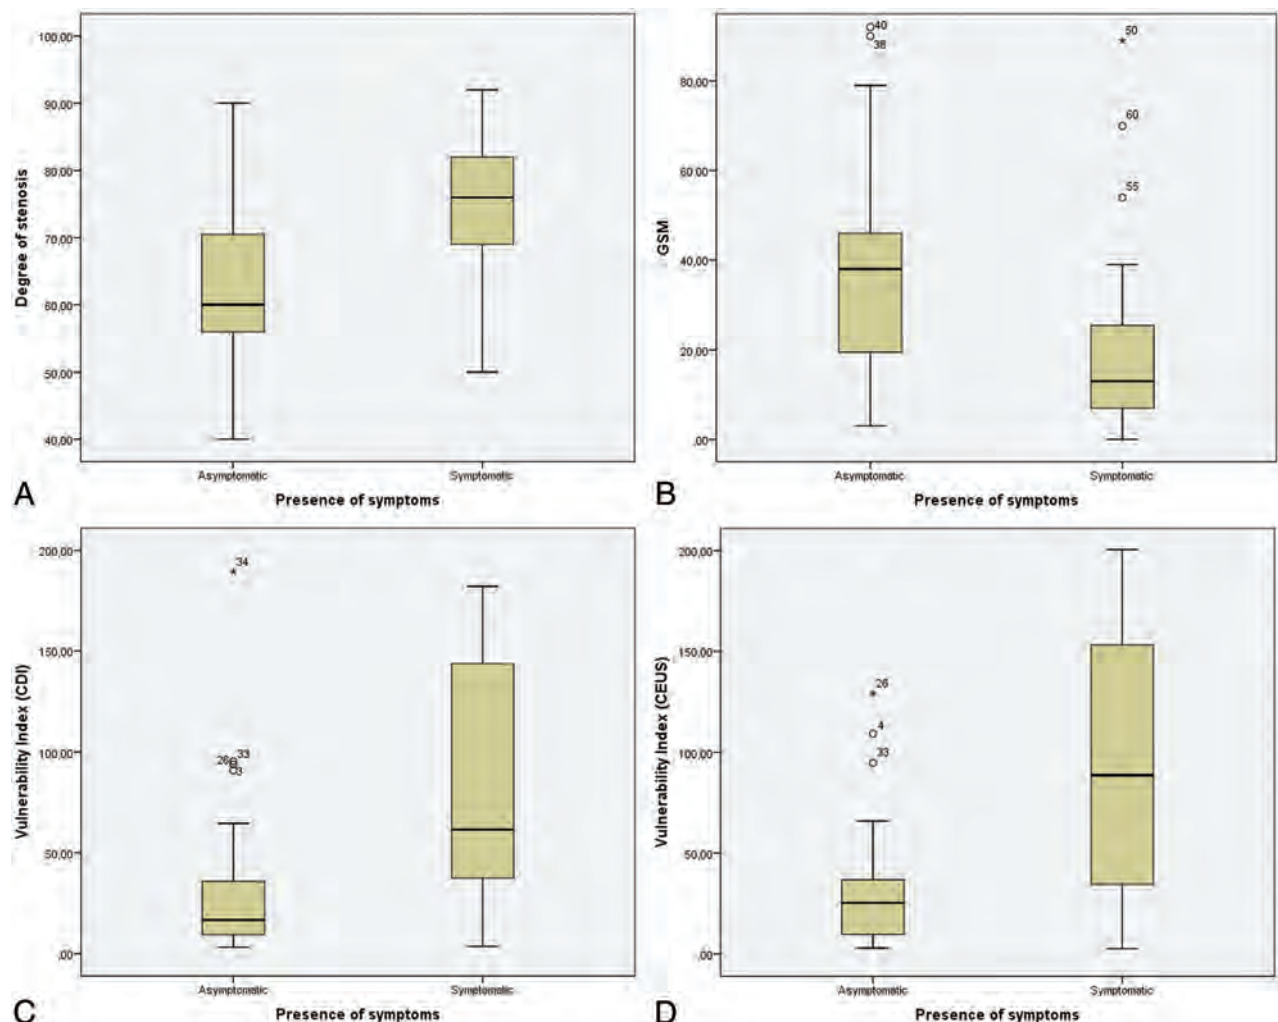 100,00
90,00
80,00
70,00
60,00
50,00
40,00
Degree of stenosis
Asymptomatic Symptomatic
Presence of symptoms
A
80,00
60,00
40,00
20,00
,00
GSM
40
38
50
60
55
Asymptomatic Symptomatic
Presence of symptoms
B
200,00
150,00
100,00
50,00
,00
Vulnerability Index (CDI)
34
26 33
3
Asymptomatic Symptomatic
Presence of symptoms
C
200,00
150,00
100,00
50,00
,00
Vulnerability Index (CEUS)
26
4
33
Asymptomatic Symptomatic
Presence of symptoms
D